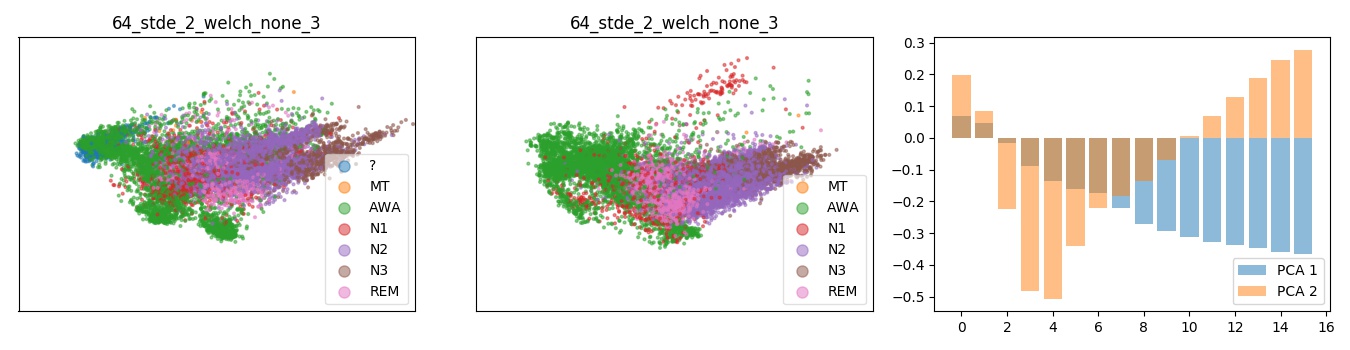 64_stde_2_welch_none_3
?
MT
AWA
N1
N2
N3
REM
64_stde_2_welch_none_3
MT
AWA
N1
N2
N3
REM
0.3
0.2
0.1
0.0
−0.1
−0.2
−0.3
−0.4
−0.5
0 2 4 6 8 10 12 14 16
PCA 1
PCA 2